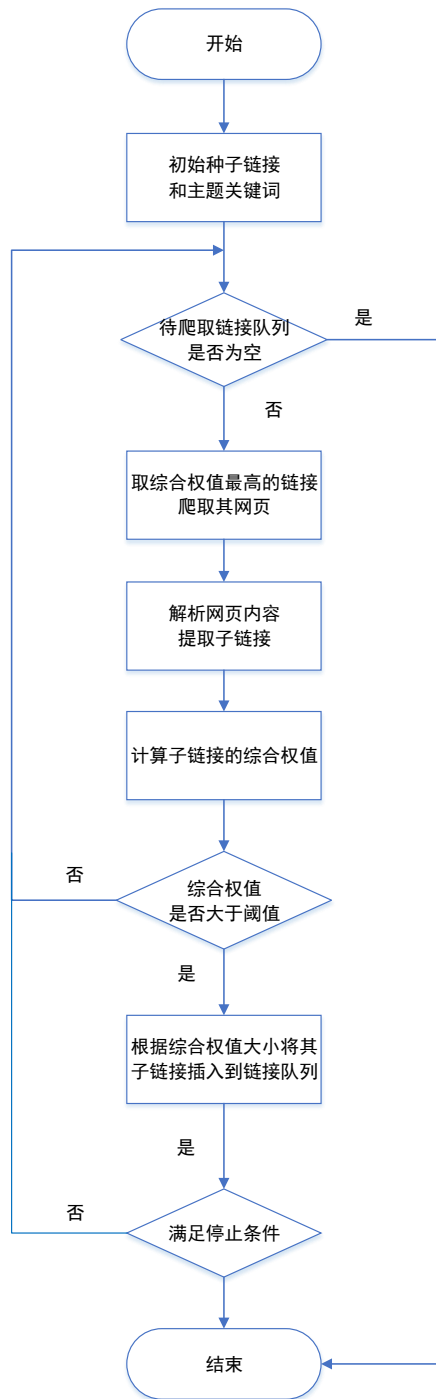 开始
初始种子链接
和主题关键词
待爬取链接队列
是否为空
是
否
取综合权值最高的链接
爬取其网页
解析网页内容
提取子链接
计算子链接的综合权值
否
综合权值
是否大于阈值
是
根据综合权值大小将其
子链接插入到链接队列
是
否
满足停止条件
结束